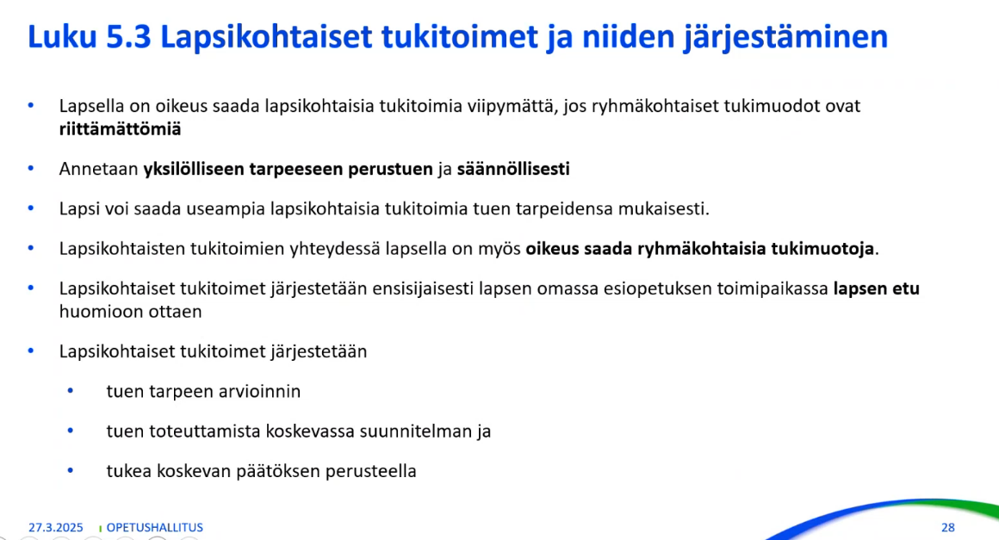 Luku 5.3 Lapsikohtaiset tukitoimet ja niiden järjestäminen
• Lapsella on oikeus saada lapsikohtaisia tukitoimia viipymättä, jos ryhmäkohtaiset tukimuodot ovat
riittämättömiä
• Annetaan yksilölliseen tarpeeseen perustuen ja säännöllisesti
• Lapsi voi saada useampia lapsikohtaisia tukitoimia tuen tarpeidensa mukaisesti.
• Lapsikohtaisten tukitoimien yhteydessä lapsella on myös oikeus saada ryhmäkohtaisia tukimuotoja.
• Lapsikohtaiset tukitoimet järjestetään ensisijaisesti lapsen omassa esiopetuksen toimipaikassa lapsen etu
huomioon ottaen
• Lapsikohtaiset tukitoimet järjestetään
• tuen tarpeen arvioinnin
• tuen toteuttamista koskevassa suunnitelman ja
• tukea koskevan päätöksen perusteella
27.3.2025 OPETUSHALLITUS 28